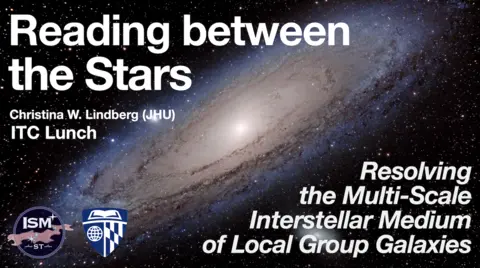 Reading between
the Stars
Christina W. Lindberg (JHU)
ITC Lunch
Resolving
the Multi-Scale
Interstellar Medium
of Local Group Galaxies
ISM
ST